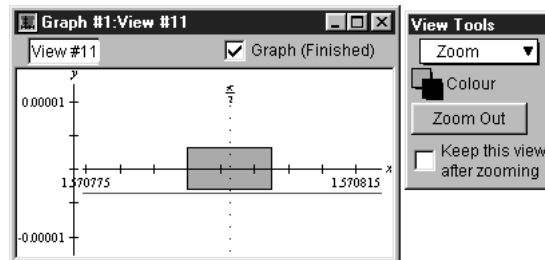 Graph #1:View #11
View #11
Graph (Finished)
y
0.00001
π
2
x
1.570775
1.570815
-0.00001
View Tools
Zoom
Colour
Zoom Out
Keep this view
after zooming